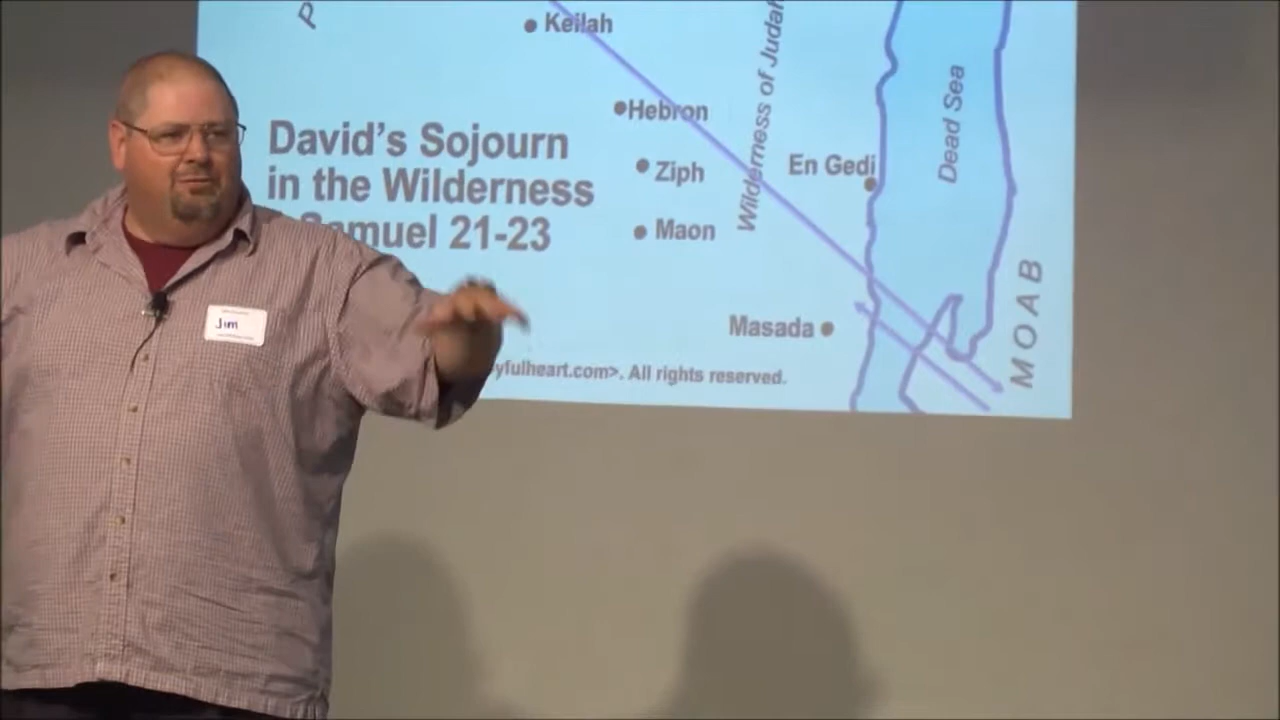 P
Keilah
Wilderness of Judah
Hebron
Dead Sea
David's Sojourn
En Gedi
in the Wilderness
Ziph
amuel 21-23
Maon
MOAB
Jim
Masada
yfulheart.com>. All rights reserved.